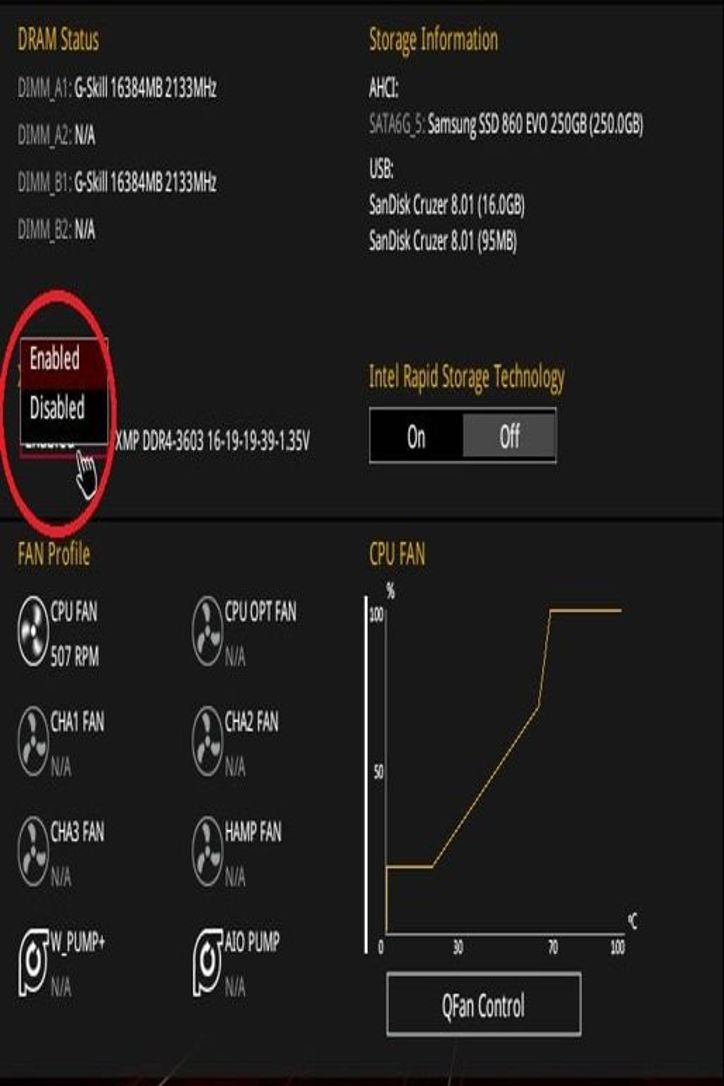 DRAM Status
DIMM_A1: G-Skill 16384MB 2133MHz
DIMM_A2: N/A
DIMM_B1: G-Skill 16384MB 2133MHz
DIMM_B2: N/A
Storage Information
AHCI:
SATA6G_5: Samsung SSD 860 EVO 250GB (250.0GB)
USB:
SanDisk Cruzer 8.01 (16.0GB)
SanDisk Cruzer 8.01 (95MB)
Enabled
Disabled
XMP DDR4-3603 16-19-19-39-1.35V
Intel Rapid Storage Technology
On Off
FAN Profile
CPU FAN
507 RPM
CPU OPT FAN
N/A
CHA1 FAN
N/A
CHA2 FAN
N/A
CHA3 FAN
N/A
HAMP FAN
N/A
W_PUMP+
N/A
AIO PUMP
N/A
CPU FAN
%
100
50
0 30 70 100
°C
QFan Control